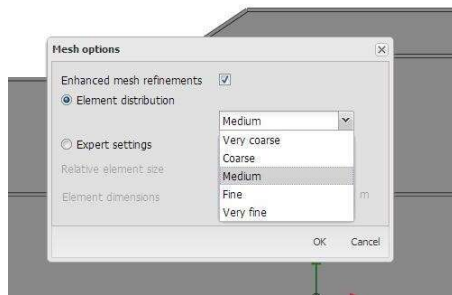 Mesh options
Enhanced mesh refinements
Element distribution
Medium
Very coarse
Expert settings
Coarse
Relative element size
Medium
Element dimensions
Fine
m
Very fine
OK
Cancel